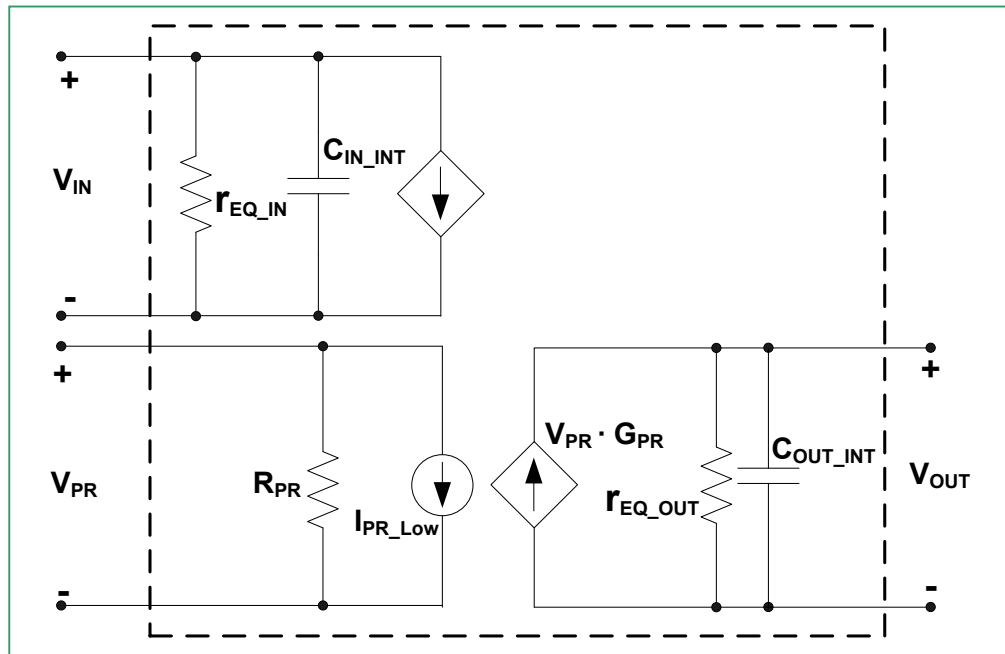 +
V_IN
-
r_EQ_IN
C_IN_INT
+
V_PR
-
R_PR
I_PR_Low
V_PR · G_PR
r_EQ_OUT
C_OUT_INT
+
V_OUT
-